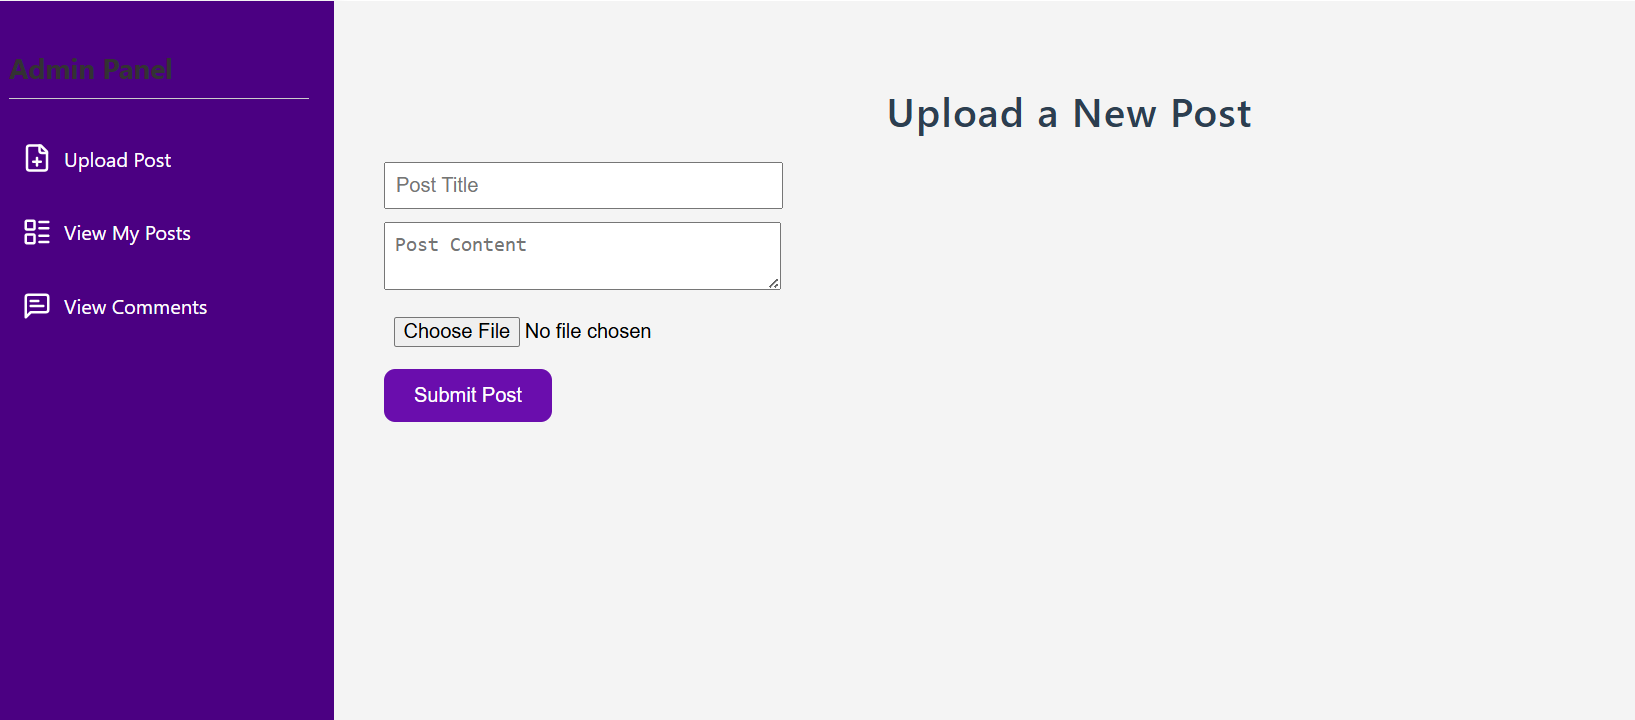 Admin Panel
Upload Post
View My Posts
View Comments
Upload a New Post
Post Title
Post Content
Choose File No file chosen
Submit Post